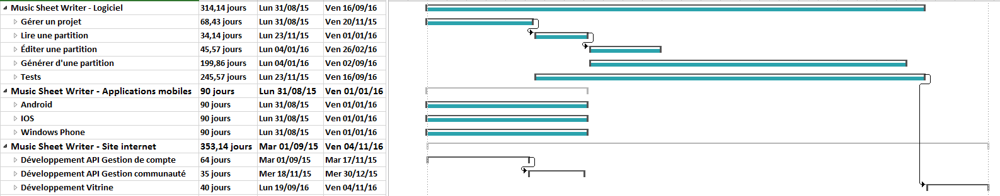 Music Sheet Writer - Logiciel 314,14 jours Lun 31/08/15 Ven 16/09/16
Gérer un projet 68,43 jours Lun 31/08/15 Ven 20/11/15
Lire une partition 34,14 jours Lun 23/11/15 Ven 01/01/16
Éditer une partition 45,57 jours Lun 04/01/16 Ven 26/02/16
Générer d'une partition 199,86 jours Lun 04/01/16 Ven 02/09/16
Tests 245,57 jours Lun 23/11/15 Ven 16/09/16
Music Sheet Writer - Applications mobiles 90 jours Lun 31/08/15 Ven 01/01/16
Android 90 jours Lun 31/08/15 Ven 01/01/16
IOS 90 jours Lun 31/08/15 Ven 01/01/16
Windows Phone 90 jours Lun 31/08/15 Ven 01/01/16
Music Sheet Writer - Site internet 353,14 jours Mar 01/09/15 Ven 04/11/16
Développement API Gestion de compte 64 jours Mar 01/09/15 Mar 17/11/15
Développement API Gestion communauté 35 jours Mer 18/11/15 Mer 30/12/15
Développement Vitrine 40 jours Lun 19/09/16 Ven 04/11/16